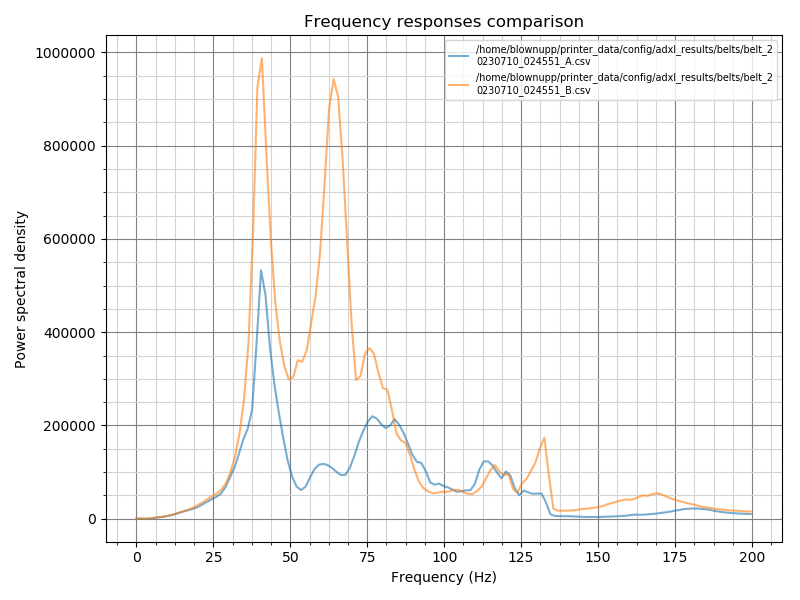 Frequency responses comparison
/home/blownupp/printer_data/config/adxl_results/belts/belt_2
0230710_024551_A.csv
/home/blownupp/printer_data/config/adxl_results/belts/belt_2
0230710_024551_B.csv
1000000
800000
600000
400000
200000
0
Power spectral density
0 25 50 75 100 125 150 175 200
Frequency (Hz)